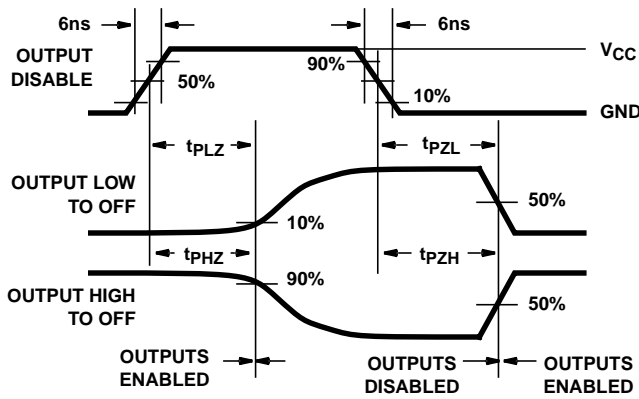 6ns
6ns
OUTPUT
DISABLE
50%
90%
10%
VCC
GND
tPLZ
tPZL
OUTPUT LOW
TO OFF
10%
50%
tPHZ
tPZH
OUTPUT HIGH
TO OFF
90%
50%
OUTPUTS
ENABLED
OUTPUTS
DISABLED
OUTPUTS
ENABLED